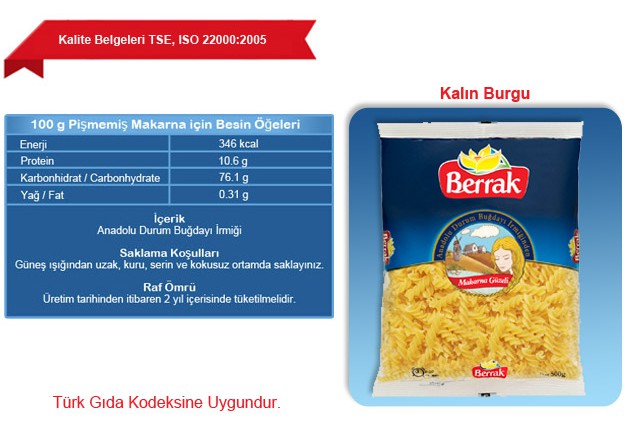 Kalite Belgeleri TSE, ISO 22000:2005
Kalın Burgu
100 g Pişmemiş Makarna için Besin Öğeleri
Enerji 346 kcal
Protein 10.6 g
Karbonhidrat / Carbonhydrate 76.1 g
Yağ / Fat 0.31 g
İçerik
Anadolu Durum Buğdayı İrmiği
Saklama Koşulları
Güneş ışığından uzak, kuru, serin ve kokusuz ortamda saklayınız.
Raf Ömrü
Üretim tarihinden itibaren 2 yıl içerisinde tüketilmelidir.
Türk Gıda Kodeksine Uygundur.
Berrak
Anadolu Durum Buğdayı İrmiğinden
Makarna Güzeli
Berrak
500g